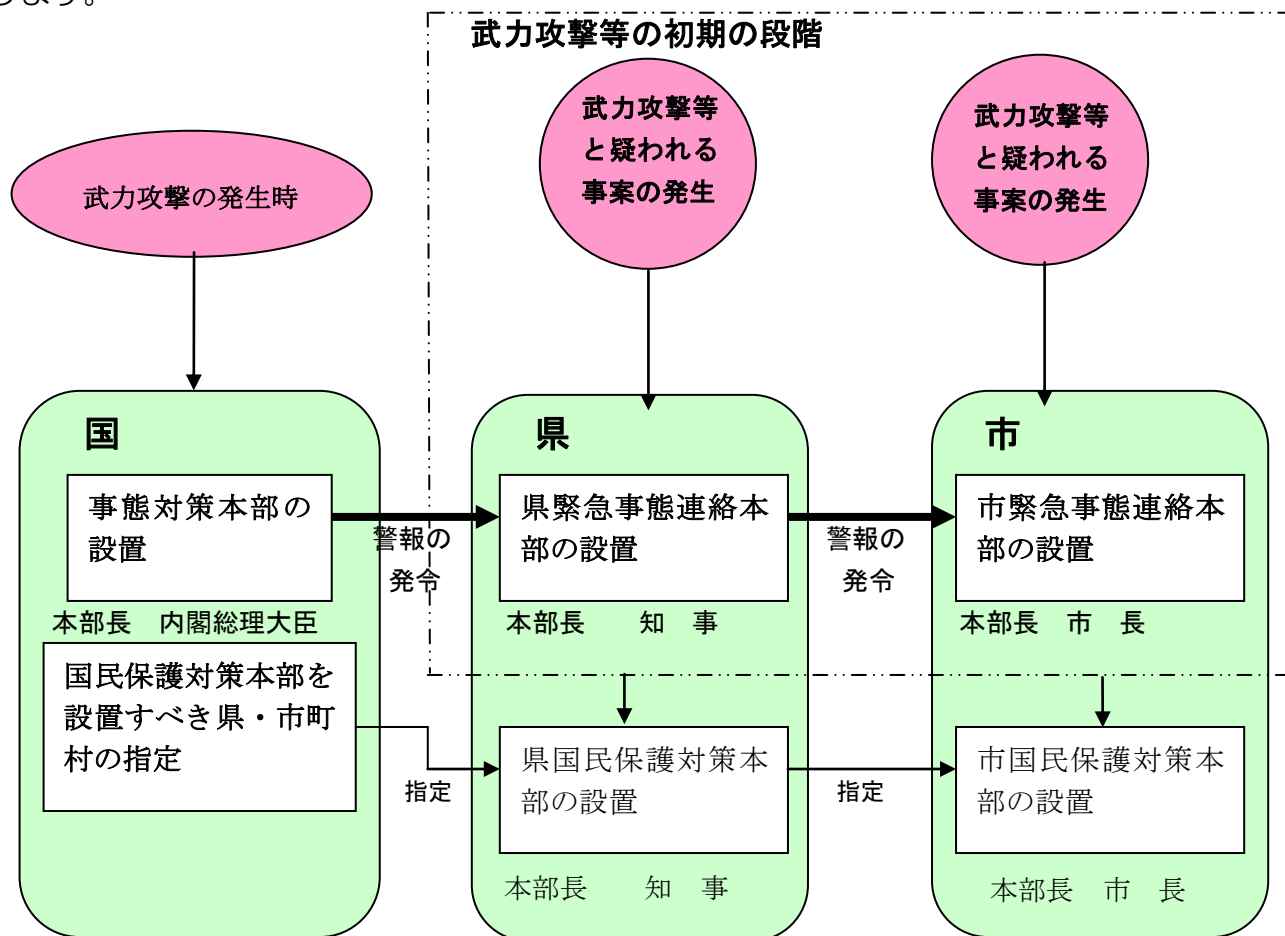 します。
武力攻撃等の初期の段階
武力攻撃の発生時
武力攻撃等
と疑われる
事案の発生
武力攻撃等
と疑われる
事案の発生
国
事態対策本部の
設置
本部長　内閣総理大臣
国民保護対策本部を
設置すべき県・市町
村の指定
警報の
発令
指定
県
県緊急事態連絡本
部の設置
本部長　知　事
県国民保護対策本
部の設置
本部長　知　事
警報の
発令
指定
市
市緊急事態連絡本
部の設置
本部長　市　長
市国民保護対策本
部の設置
本部長　市　長